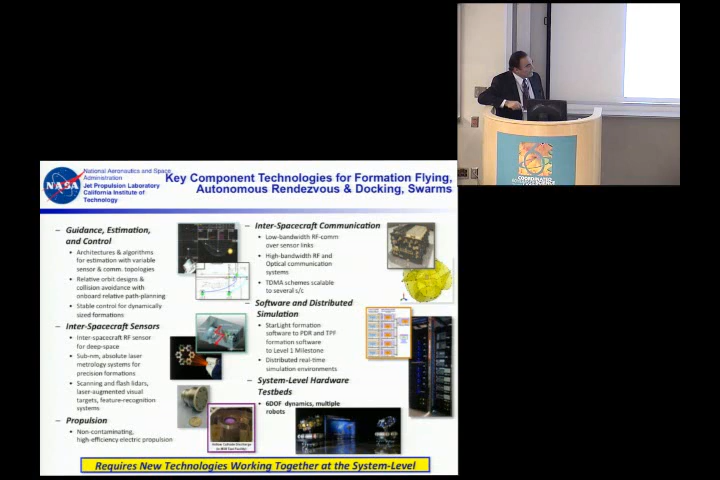 National Aeronautics and Space
Administration
Jet Propulsion Laboratory
California Institute of
Technology
NASA
Key Component Technologies for Formation Flying,
Autonomous Rendezvous & Docking, Swarms
– Guidance, Estimation,
and Control
• Architectures & algorithms
for estimation with variable
sensor & comm. topologies
• Relative orbit designs &
collision avoidance with
onboard relative path-planning
• Stable control for dynamically
sized formations
– Inter-Spacecraft Sensors
• Inter-spacecraft RF sensor
for deep-space
• Sub-nm, absolute laser
metrology systems for
precision formations
• Scanning and flash lidars,
laser-augmented visual
targets, feature-recognition
systems
– Propulsion
• Non-contaminating,
high-efficiency electric propulsion
– Inter-Spacecraft Communication
• Low-bandwidth RF-comm
over sensor links
• High-bandwidth RF and
Optical communication
systems
• TDMA schemes scalable
to several s/c
– Software and Distributed
Simulation
• StarLight formation
software to PDR and TPF
formation software
to Level 1 Milestone
• Distributed real-time
simulation environments
– System-Level Hardware
Testbeds
• 6DOF dynamics, multiple
robots
Requires New Technologies Working Together at the System-Level
COORDINATED
SCIENCE